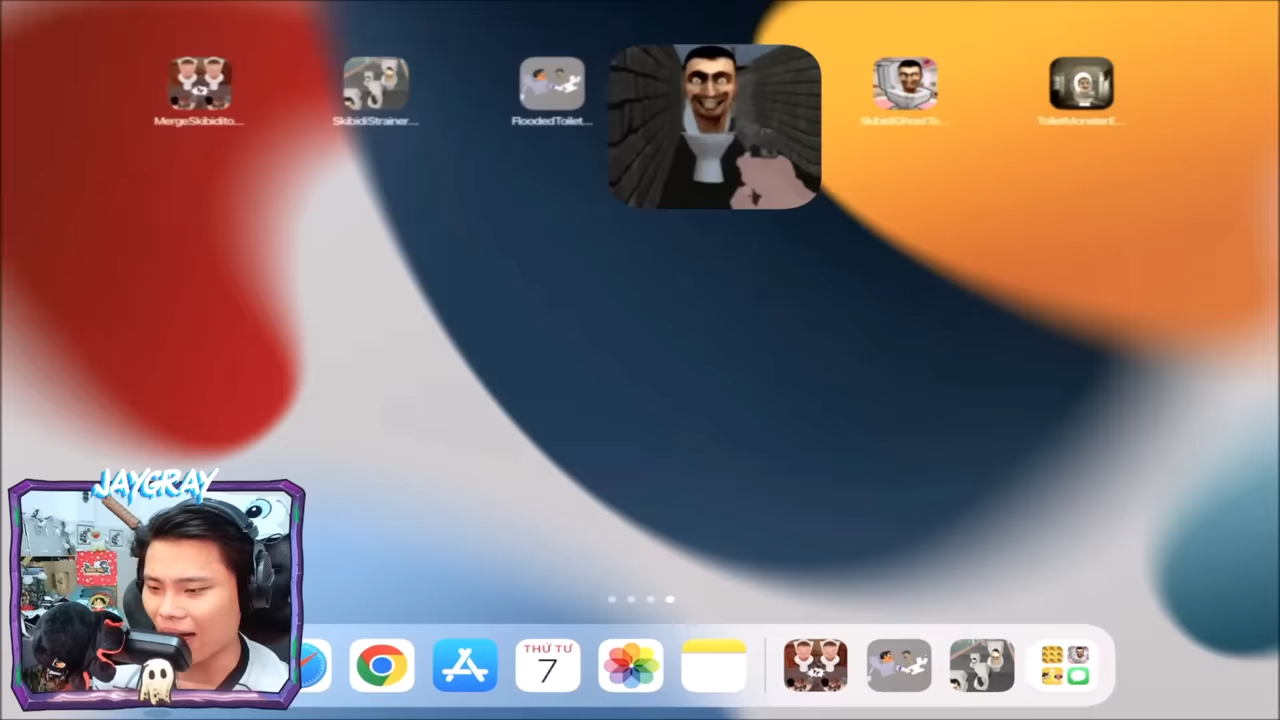 MergeSkibidito...
SkibidiStrainer...
FloodedToilet...
SkibidiGhostTo...
ToiletMonsterE...
JAYGRAY
THỨ TƯ
7